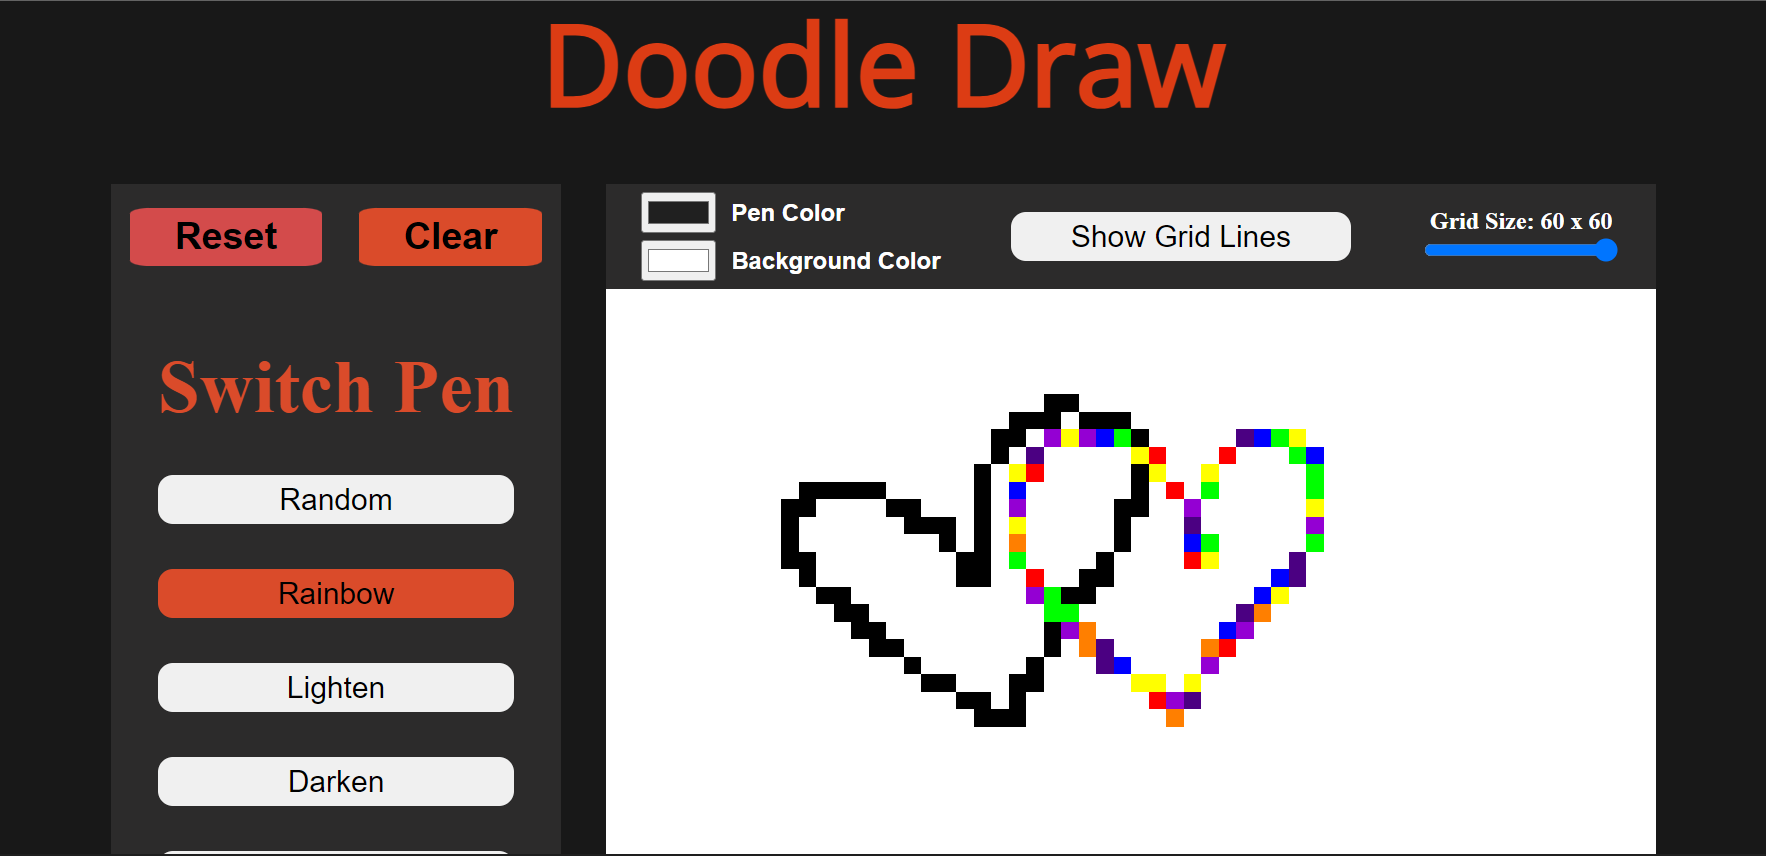 Doodle Draw
Reset
Clear
Switch Pen
Random
Rainbow
Lighten
Darken
Pen Color
Background Color
Show Grid Lines
Grid Size: 60 x 60